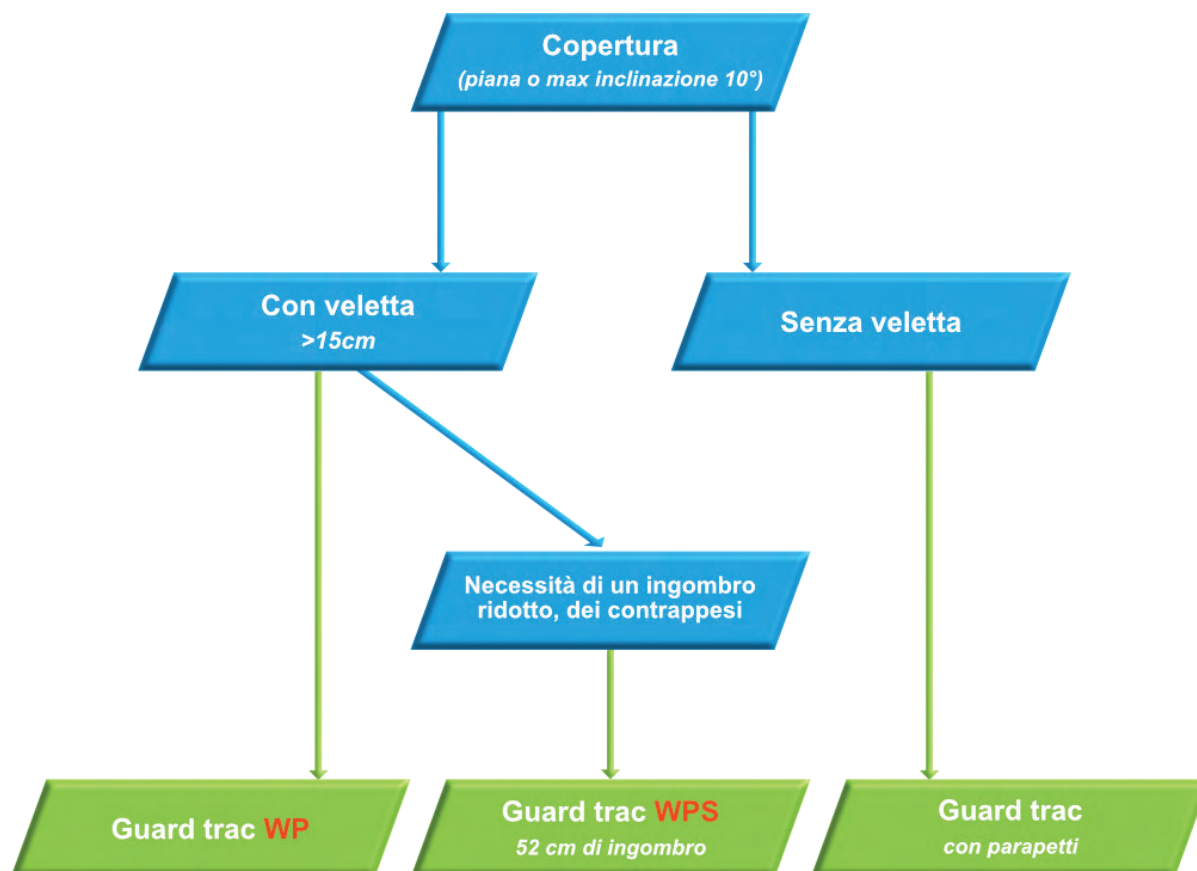 Copertura
(piana o max inclinazione 10°)
Con veletta
>15cm
Senza veletta
Necessità di un ingombro
ridotto, dei contrappesi
Guard trac WP
Guard trac WPS
52 cm di ingombro
Guard trac
con parapetti